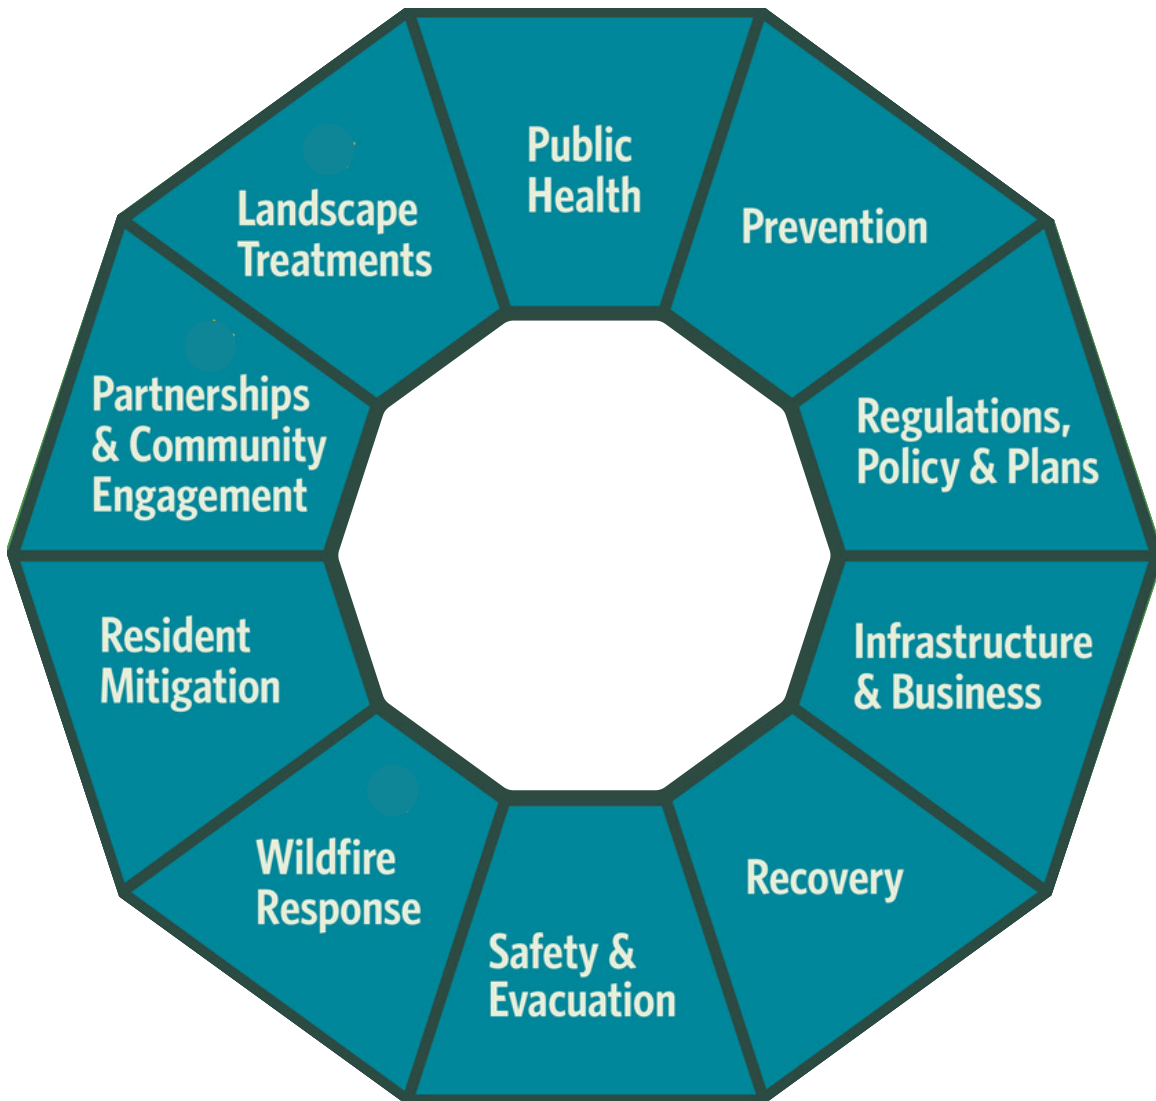 Public
Health
Prevention
Regulations,
Policy & Plans
Infrastructure
& Business
Recovery
Safety &
Evacuation
Wildfire
Response
Resident
Mitigation
Partnerships
& Community
Engagement
Landscape
Treatments